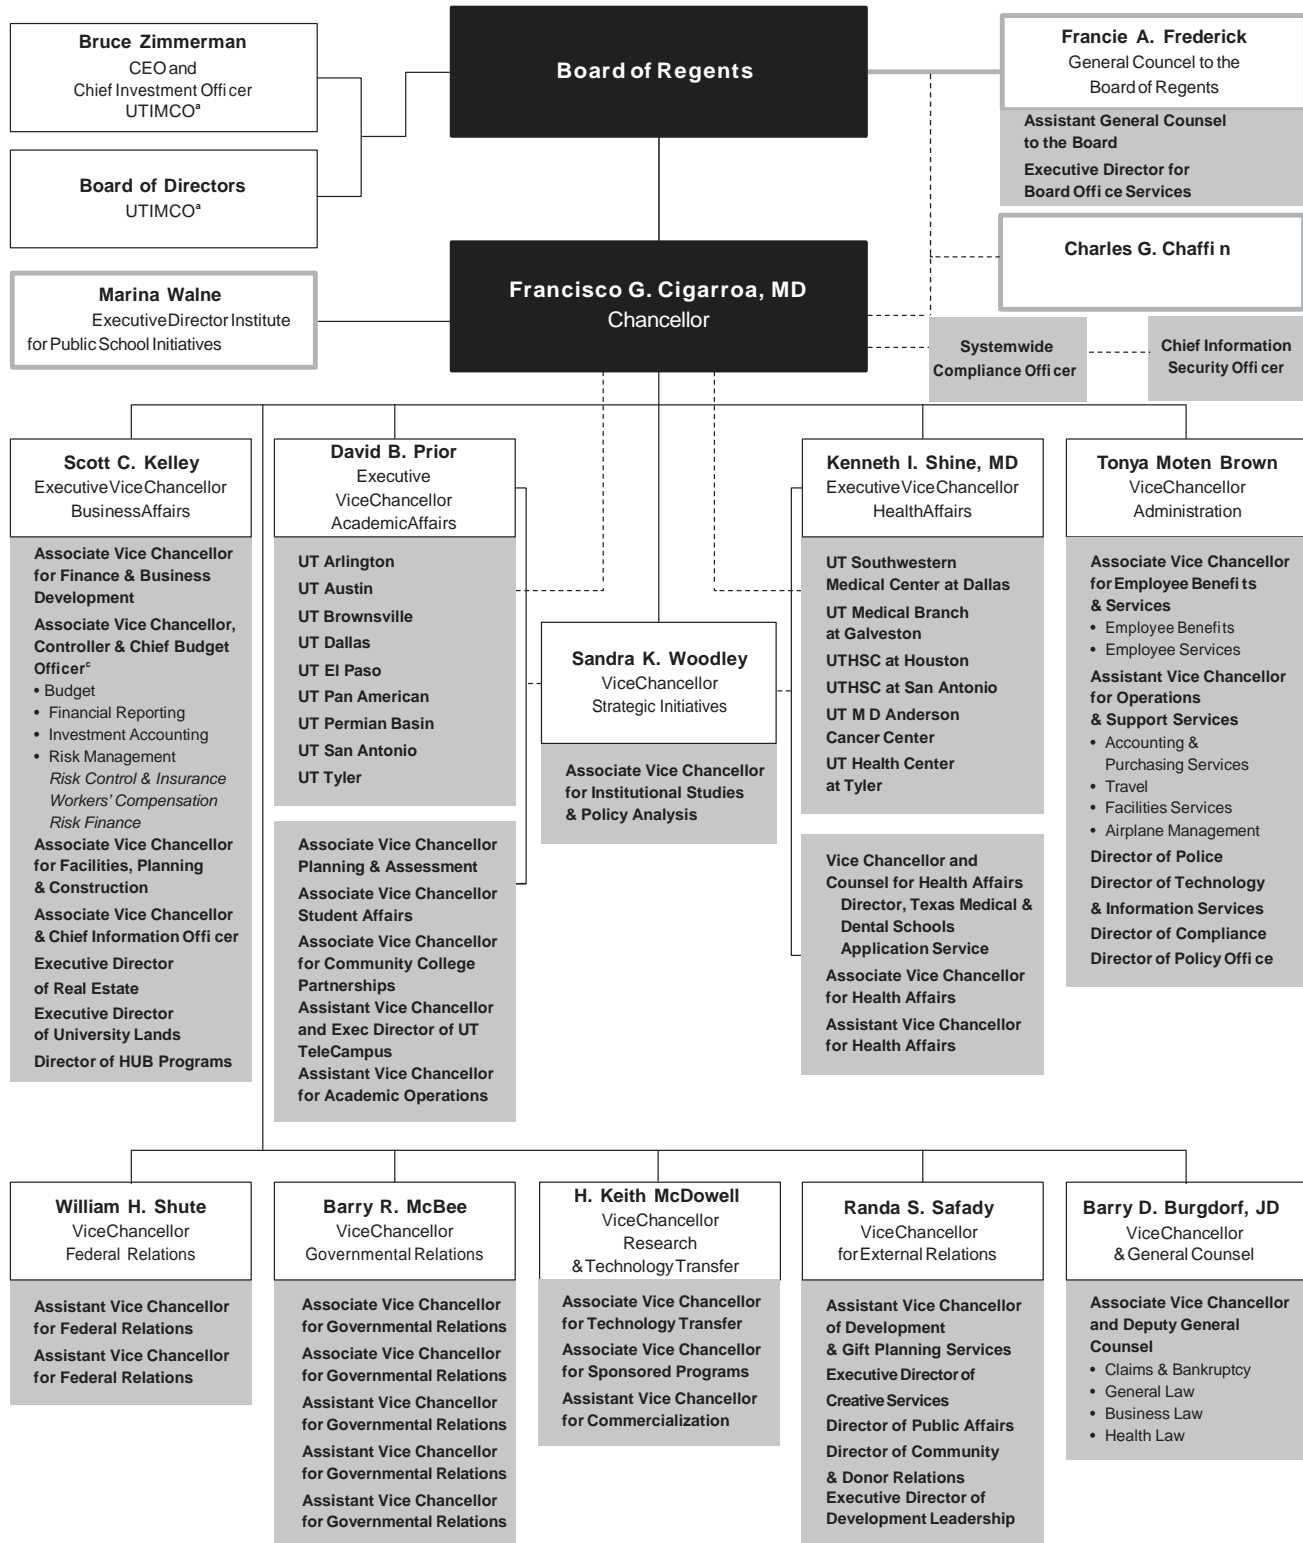 Bruce Zimmerman
CEO and
Chief Investment Officer
UTIMCOª
Board of Directors
UTIMCOª
Board of Regents
Francie A. Frederick
General Councel to the
Board of Regents
Assistant General Counsel
to the Board
Executive Director for
Board Office Services
Charles G. Chaffin
Marina Walne
Executive Director Institute
for Public School Initiatives
Francisco G. Cigarroa, MD
Chancellor
Systemwide
Compliance Officer
Chief Information
Security Officer
Scott C. Kelley
Executive Vice Chancellor
Business Affairs
Associate Vice Chancellor
for Finance & Business
Development
Associate Vice Chancellor,
Controller & Chief Budget
Officerᶜ
• Budget
• Financial Reporting
• Investment Accounting
• Risk Management
Risk Control & Insurance
Workers’ Compensation
Risk Finance
Associate Vice Chancellor
for Facilities, Planning
& Construction
Associate Vice Chancellor
& Chief Information Officer
Executive Director
of Real Estate
Executive Director
of University Lands
Director of HUB Programs
David B. Prior
Executive
Vice Chancellor
Academic Affairs
UT Arlington
UT Austin
UT Brownsville
UT Dallas
UT El Paso
UT Pan American
UT Permian Basin
UT San Antonio
UT Tyler
Associate Vice Chancellor
Planning & Assessment
Associate Vice Chancellor
Student Affairs
Associate Vice Chancellor
for Community College
Partnerships
Assistant Vice Chancellor
and Exec Director of UT
TeleCampus
Assistant Vice Chancellor
for Academic Operations
Sandra K. Woodley
Vice Chancellor
Strategic Initiatives
Associate Vice Chancellor
for Institutional Studies
& Policy Analysis
Kenneth I. Shine, MD
Executive Vice Chancellor
Health Affairs
UT Southwestern
Medical Center at Dallas
UT Medical Branch
at Galveston
UTHSC at Houston
UTHSC at San Antonio
UT M D Anderson
Cancer Center
UT Health Center
at Tyler
Vice Chancellor and
Counsel for Health Affairs
Director, Texas Medical &
Dental Schools
Application Service
Associate Vice Chancellor
for Health Affairs
Assistant Vice Chancellor
for Health Affairs
Tonya Moten Brown
Vice Chancellor
Administration
Associate Vice Chancellor
for Employee Benefits
& Services
• Employee Benefits
• Employee Services
Assistant Vice Chancellor
for Operations
& Support Services
• Accounting &
Purchasing Services
• Travel
• Facilities Services
• Airplane Management
Director of Police
Director of Technology
& Information Services
Director of Compliance
Director of Policy Office
William H. Shute
Vice Chancellor
Federal Relations
Assistant Vice Chancellor
for Federal Relations
Assistant Vice Chancellor
for Federal Relations
Barry R. McBee
Vice Chancellor
Governmental Relations
Associate Vice Chancellor
for Governmental Relations
Associate Vice Chancellor
for Governmental Relations
Assistant Vice Chancellor
for Governmental Relations
Assistant Vice Chancellor
for Governmental Relations
Assistant Vice Chancellor
for Governmental Relations
H. Keith McDowell
Vice Chancellor
Research
& Technology Transfer
Associate Vice Chancellor
for Technology Transfer
Associate Vice Chancellor
for Sponsored Programs
Assistant Vice Chancellor
for Commercialization
Randa S. Safady
Vice Chancellor
for External Relations
Assistant Vice Chancellor
of Development
& Gift Planning Services
Executive Director of
Creative Services
Director of Public Affairs
Director of Community
& Donor Relations
Executive Director of
Development Leadership
Barry D. Burgdorf, JD
Vice Chancellor
& General Counsel
Associate Vice Chancellor
and Deputy General
Counsel
• Claims & Bankruptcy
• General Law
• Business Law
• Health Law